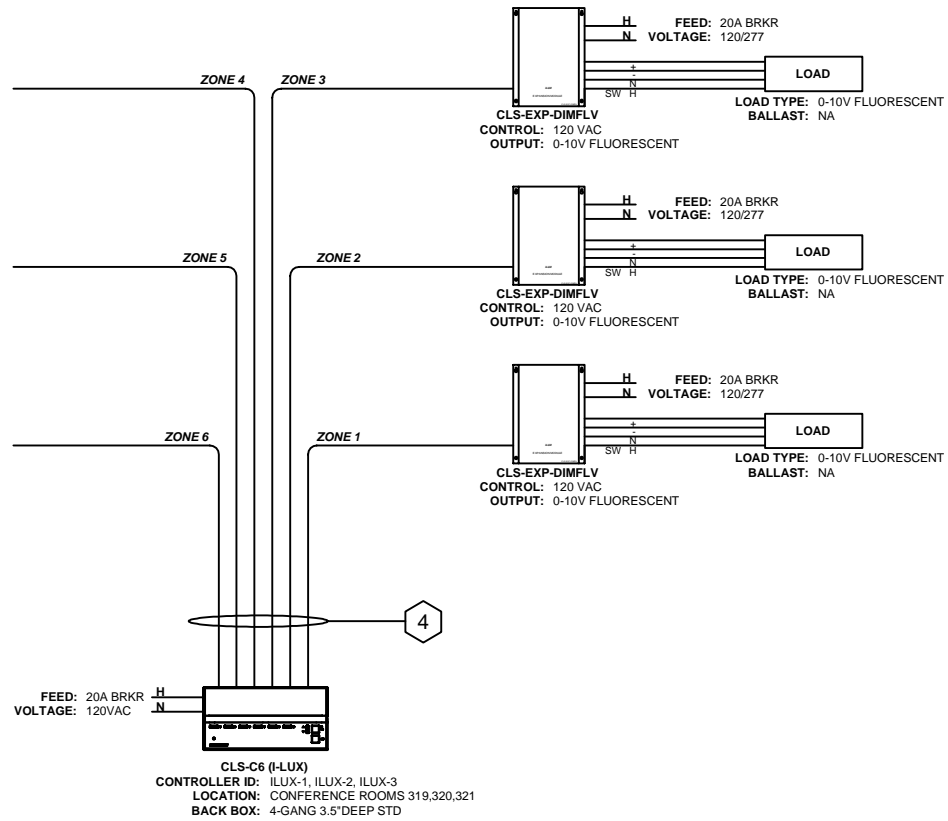 H FEED: 20A BRKR
N VOLTAGE: 120/277
ZONE 4
ZONE 3
+
-
N
SW H
LOAD
LOAD TYPE: 0-10V FLUORESCENT
BALLAST: NA
CLS-EXP-DIMFLV
CONTROL: 120 VAC
OUTPUT: 0-10V FLUORESCENT
H FEED: 20A BRKR
N VOLTAGE: 120/277
ZONE 5
ZONE 2
+
-
N
SW H
LOAD
LOAD TYPE: 0-10V FLUORESCENT
BALLAST: NA
CLS-EXP-DIMFLV
CONTROL: 120 VAC
OUTPUT: 0-10V FLUORESCENT
H FEED: 20A BRKR
N VOLTAGE: 120/277
ZONE 6
ZONE 1
+
-
N
SW H
LOAD
LOAD TYPE: 0-10V FLUORESCENT
BALLAST: NA
CLS-EXP-DIMFLV
CONTROL: 120 VAC
OUTPUT: 0-10V FLUORESCENT
4
FEED: 20A BRKR H
VOLTAGE: 120VAC N
CLS-C6 (I-LUX)
CONTROLLER ID: ILUX-1, ILUX-2, ILUX-3
LOCATION: CONFERENCE ROOMS 319,320,321
BACK BOX: 4-GANG 3.5"DEEP STD